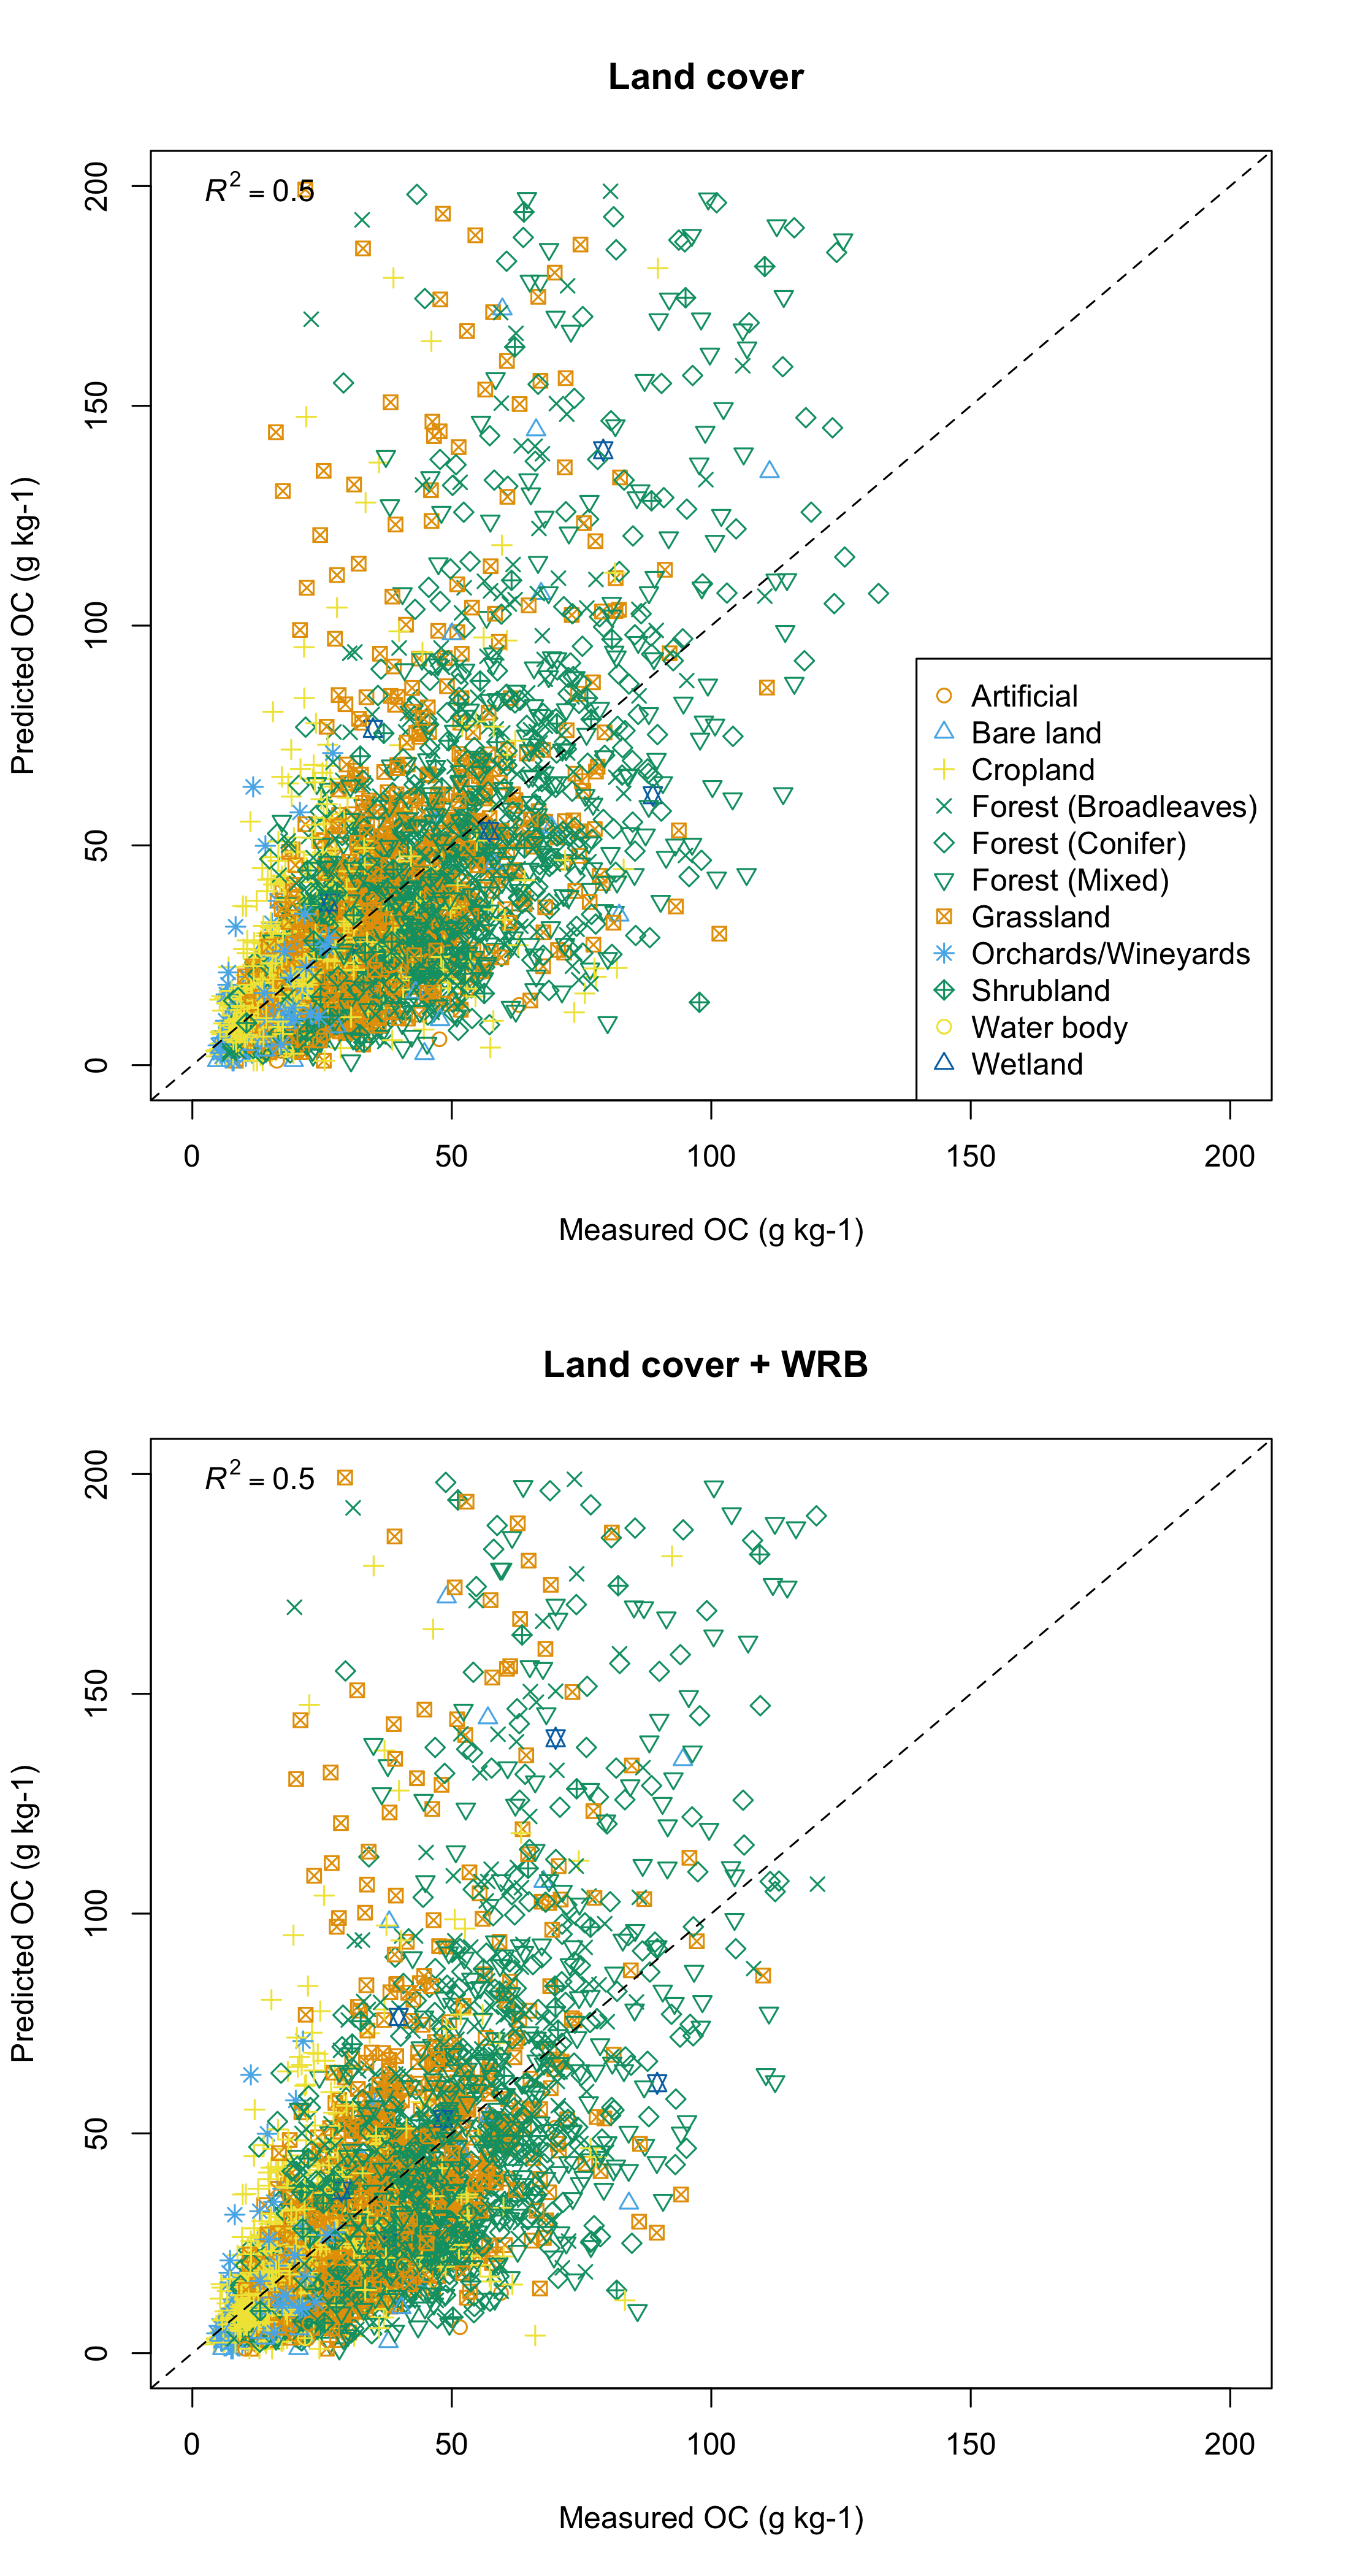 Land cover
R2 = 0.5
200
150
100
50
0
Predicted OC (g kg-1)
Artificial
Bare land
Cropland
Forest (Broadleaves)
Forest (Conifer)
Forest (Mixed)
Grassland
Orchards/Wineyards
Shrubland
Water body
Wetland
0 50 100 150 200
Measured OC (g kg-1)
Land cover + WRB
R2 = 0.5
200
150
100
50
0
Predicted OC (g kg-1)
0 50 100 150 200
Measured OC (g kg-1)